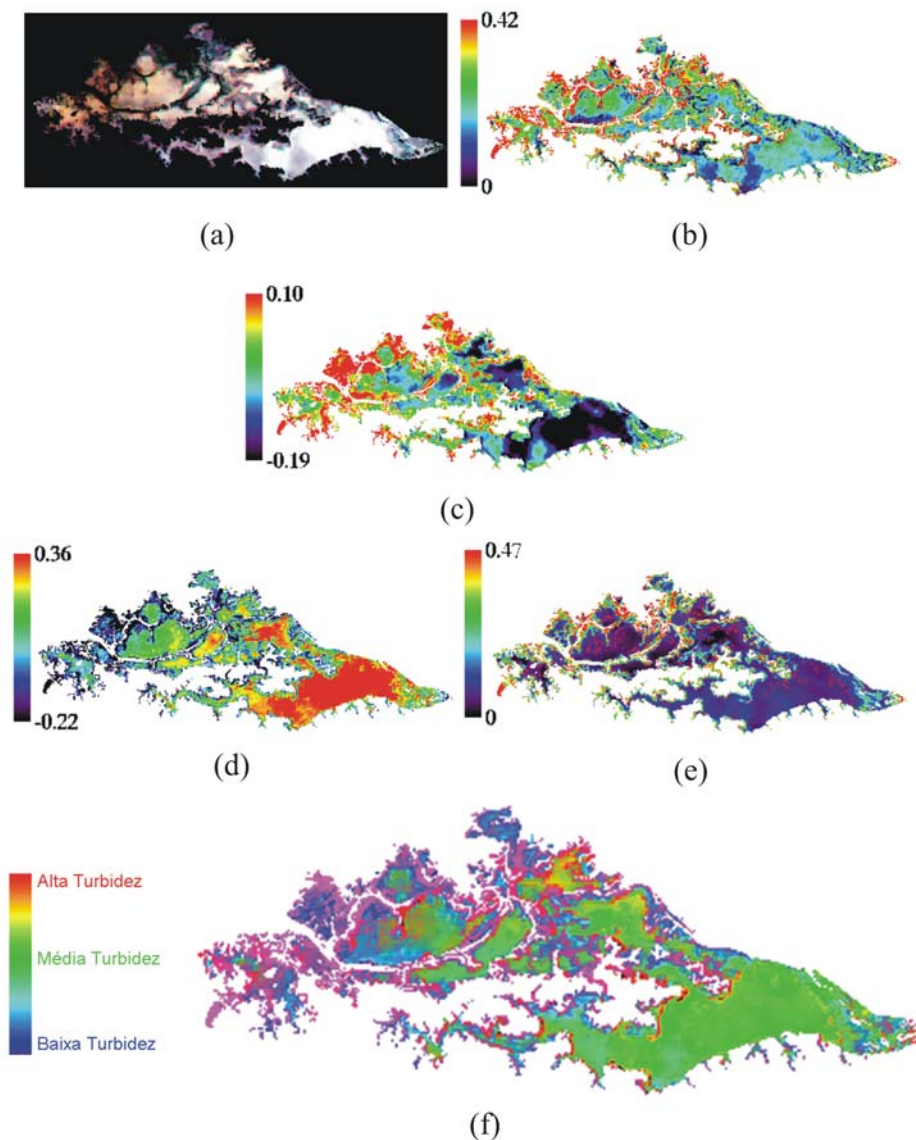 0.42
0
(a)
(b)
0.10
-0.19
(c)
0.36
-0.22
0.47
0
(d)
(e)
Alta Turbidez
Média Turbidez
Baixa Turbidez
(f)